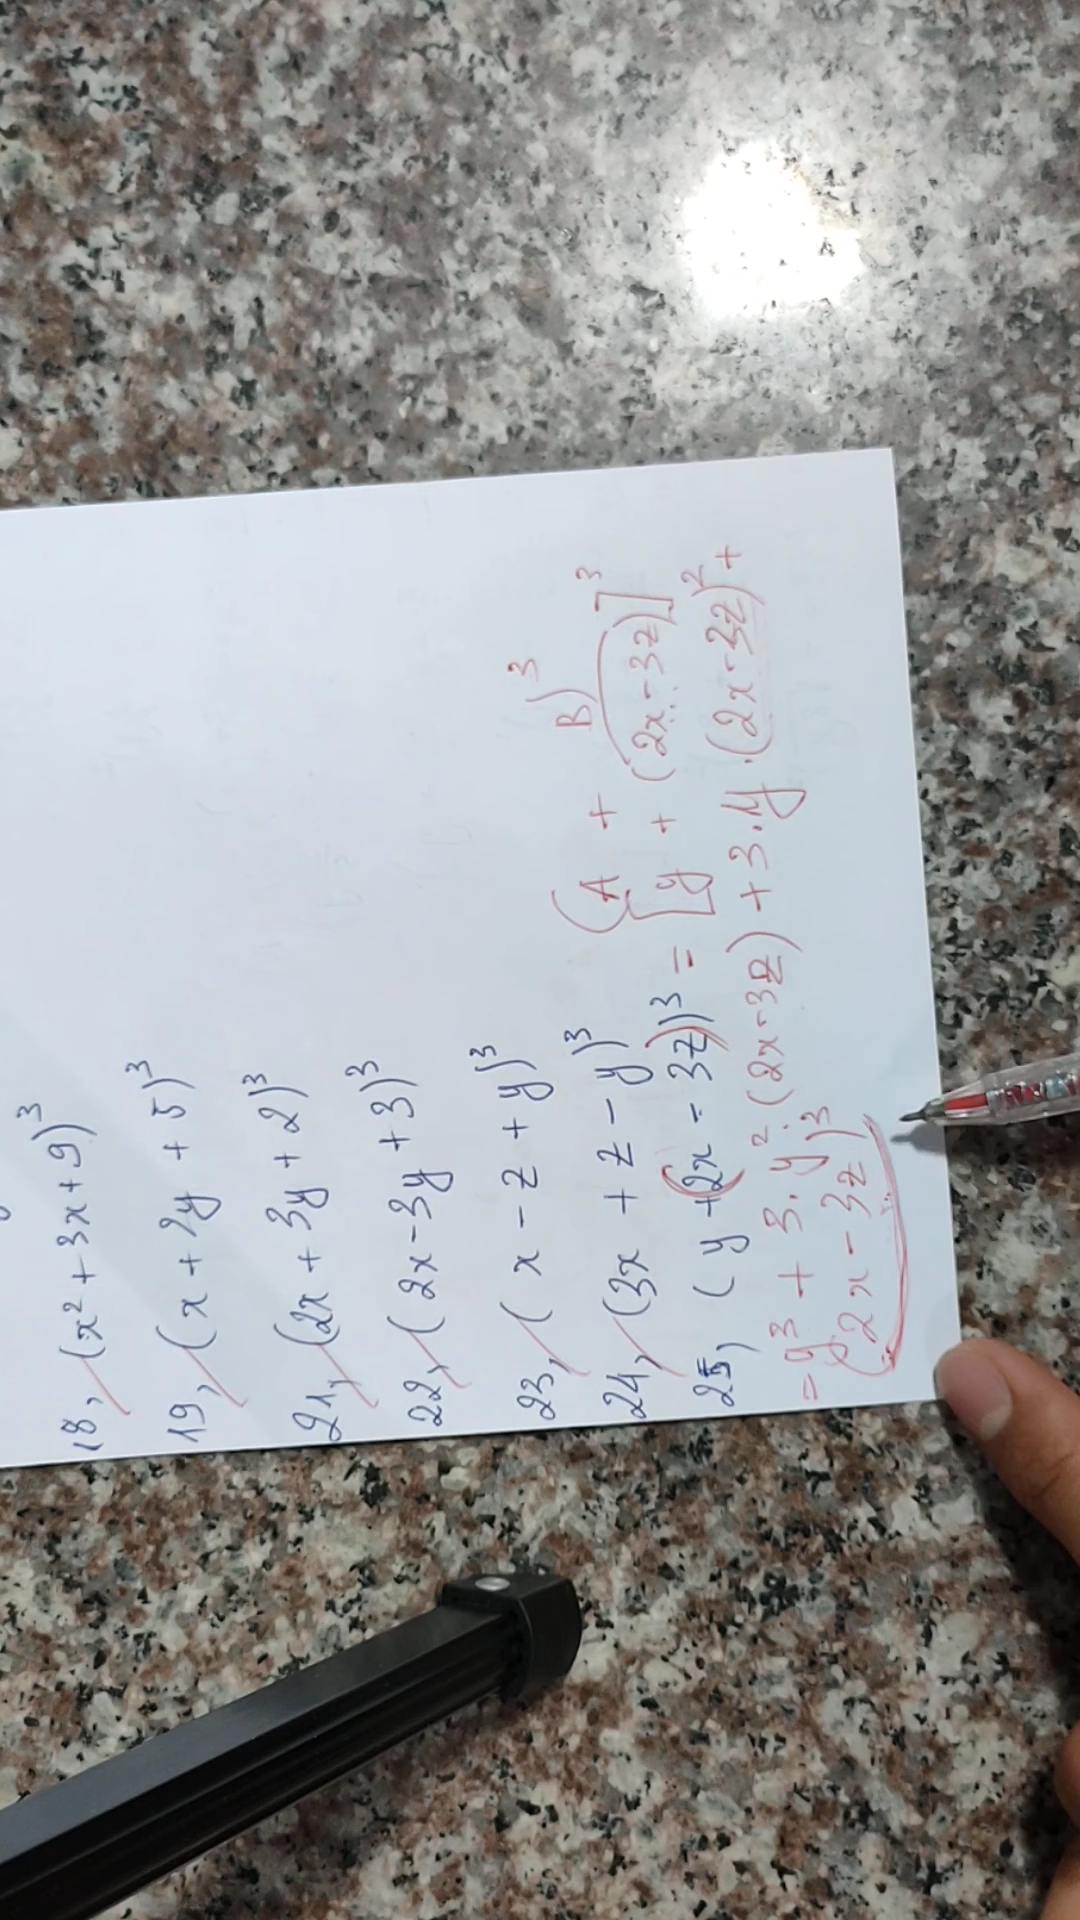 18, (x² + 3x + 9)³
19, (x + 2y + 5)³
21, (2x + 3y + 2)³
22, (2x - 3y + 3)³
23, (x - z + y)³
24, (3x + z - y)³
(A + B)³
25, (y + (2x - 3z))³ = [y + (2x - 3z)]³
= y³ + 3.y².(2x - 3z) + 3.y.(2x - 3z)² +
(2x - 3z)³